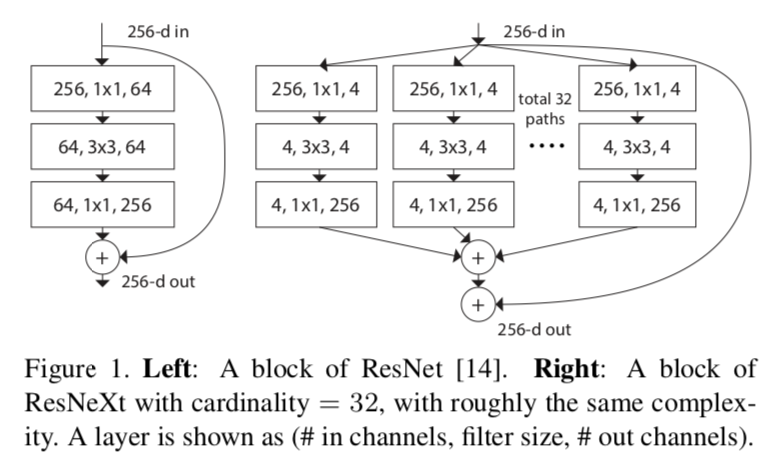 256-d in
256, 1x1, 64
64, 3x3, 64
64, 1x1, 256
+
256-d out
256-d in
256, 1x1, 4
256, 1x1, 4
total 32
paths
256, 1x1, 4
4, 3x3, 4
4, 3x3, 4
....
4, 3x3, 4
4, 1x1, 256
4, 1x1, 256
4, 1x1, 256
+
+
256-d out
Figure 1. Left: A block of ResNet [14]. Right: A block of
ResNeXt with cardinality = 32, with roughly the same complex-
ity. A layer is shown as (# in channels, filter size, # out channels).